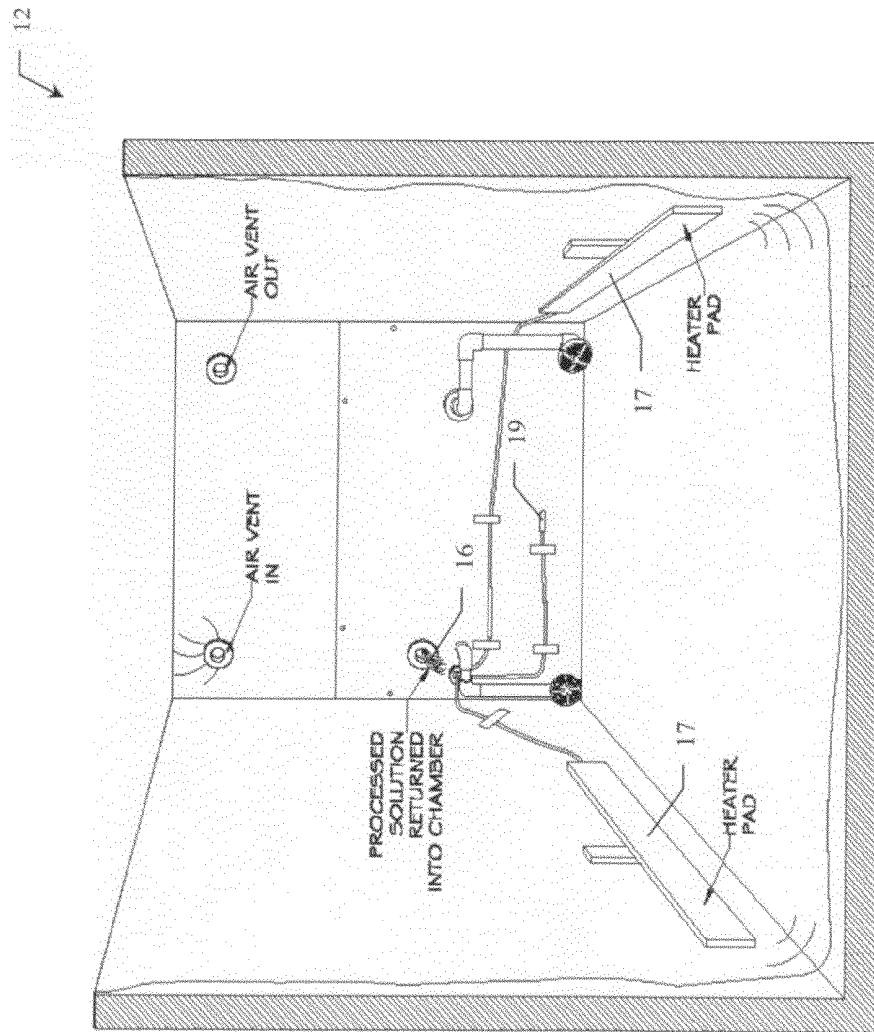 12
AIR VENT
OUT
AIR VENT
IN
17
HEATER
PAD
19
16
PROCESSED
SOLUTION
RETURNED
INTO CHAMBER
17
HEATER
PAD